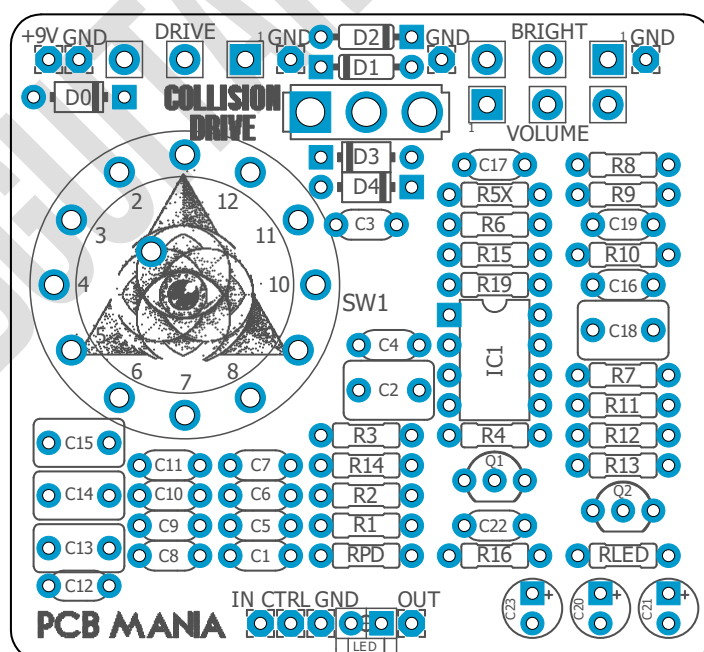 +9V GND DRIVE 1 GND D2 GND BRIGHT 1 GND
D1
D0
COLLISION
DRIVE
1 VOLUME
D3
D4
C17 R8
R5X R9
C3 R6 C19
R15 R10
R19 C16
2 12
3 11
4 10
5
6 7 8
SW1
IC1 C18
C4
C2 R7
R11
R3 R4 R12
C15 C11 C7 R14 Q1 R13
C14 C10 C6 R2 Q2
C9 C5 R1 C22
C13 C8 C1 RPD R16 RLED
C12
C23 + C20 + C21 +
IN CTRL GND OUT
PCB MANIA
LED